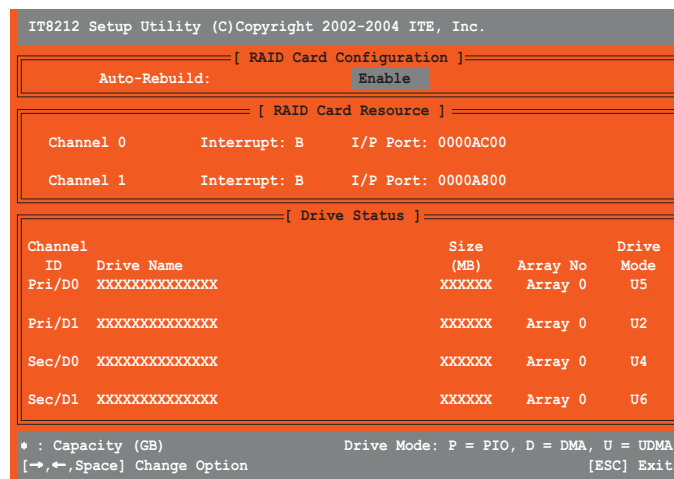 IT8212 Setup Utility (C)Copyright 2002-2004 ITE, Inc.
[ RAID Card Configuration ]
Auto-Rebuild: Enable
[ RAID Card Resource ]
Channel 0 Interrupt: B I/P Port: 0000AC00
Channel 1 Interrupt: B I/P Port: 0000A800
[ Drive Status ]
Channel Size Drive
ID Drive Name (MB) Array No Mode
Pri/D0 XXXXXXXXXXXXXX XXXXXX Array 0 U5
Pri/D1 XXXXXXXXXXXXXX XXXXXX Array 0 U2
Sec/D0 XXXXXXXXXXXXXX XXXXXX Array 0 U4
Sec/D1 XXXXXXXXXXXXXX XXXXXX Array 0 U6
* : Capacity (GB) Drive Mode: P = PIO, D = DMA, U = UDMA
[→,←,Space] Change Option [ESC] Exit